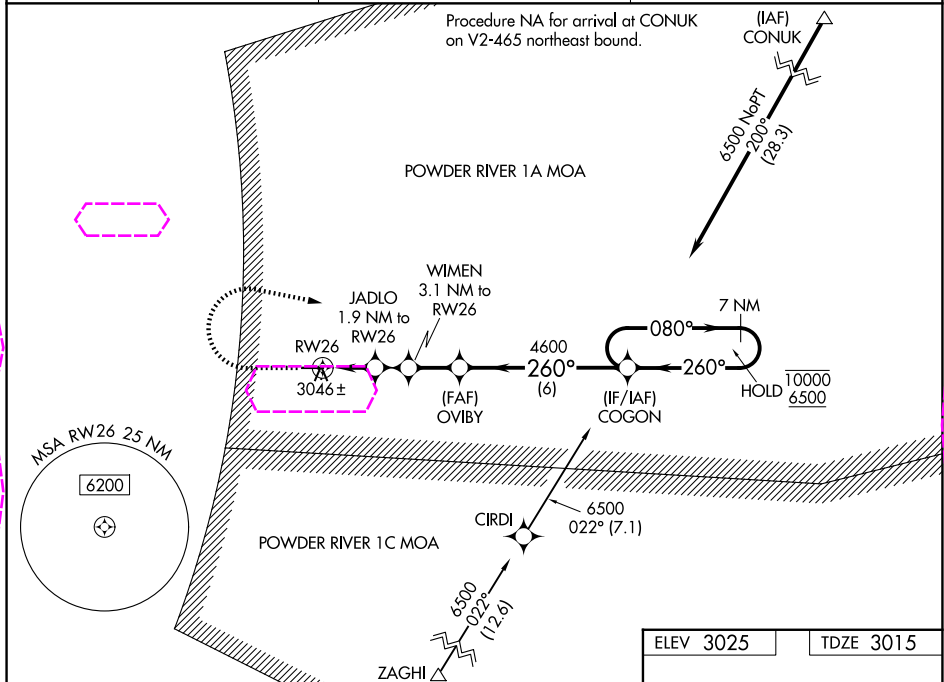 Procedure NA for arrival at CONUK
on V2-465 northeast bound.
(IAF)
CONUK
6500 NoPT
200°
(28.3)
POWDER RIVER 1A MOA
WIMEN
3.1 NM to
RW26
JADLO
1.9 NM to
RW26
7 NM
080°
RW26
3046 ±
4600
260°
(6)
260°
HOLD
10000
6500
(FAF)
OVIBY
(IF/IAF)
COGON
MSA RW26 25 NM
6200
CIRDI
6500
022° (7.1)
POWDER RIVER 1C MOA
6500
022°
(12.6)
ZAGHI
ELEV 3025
TDZE 3015